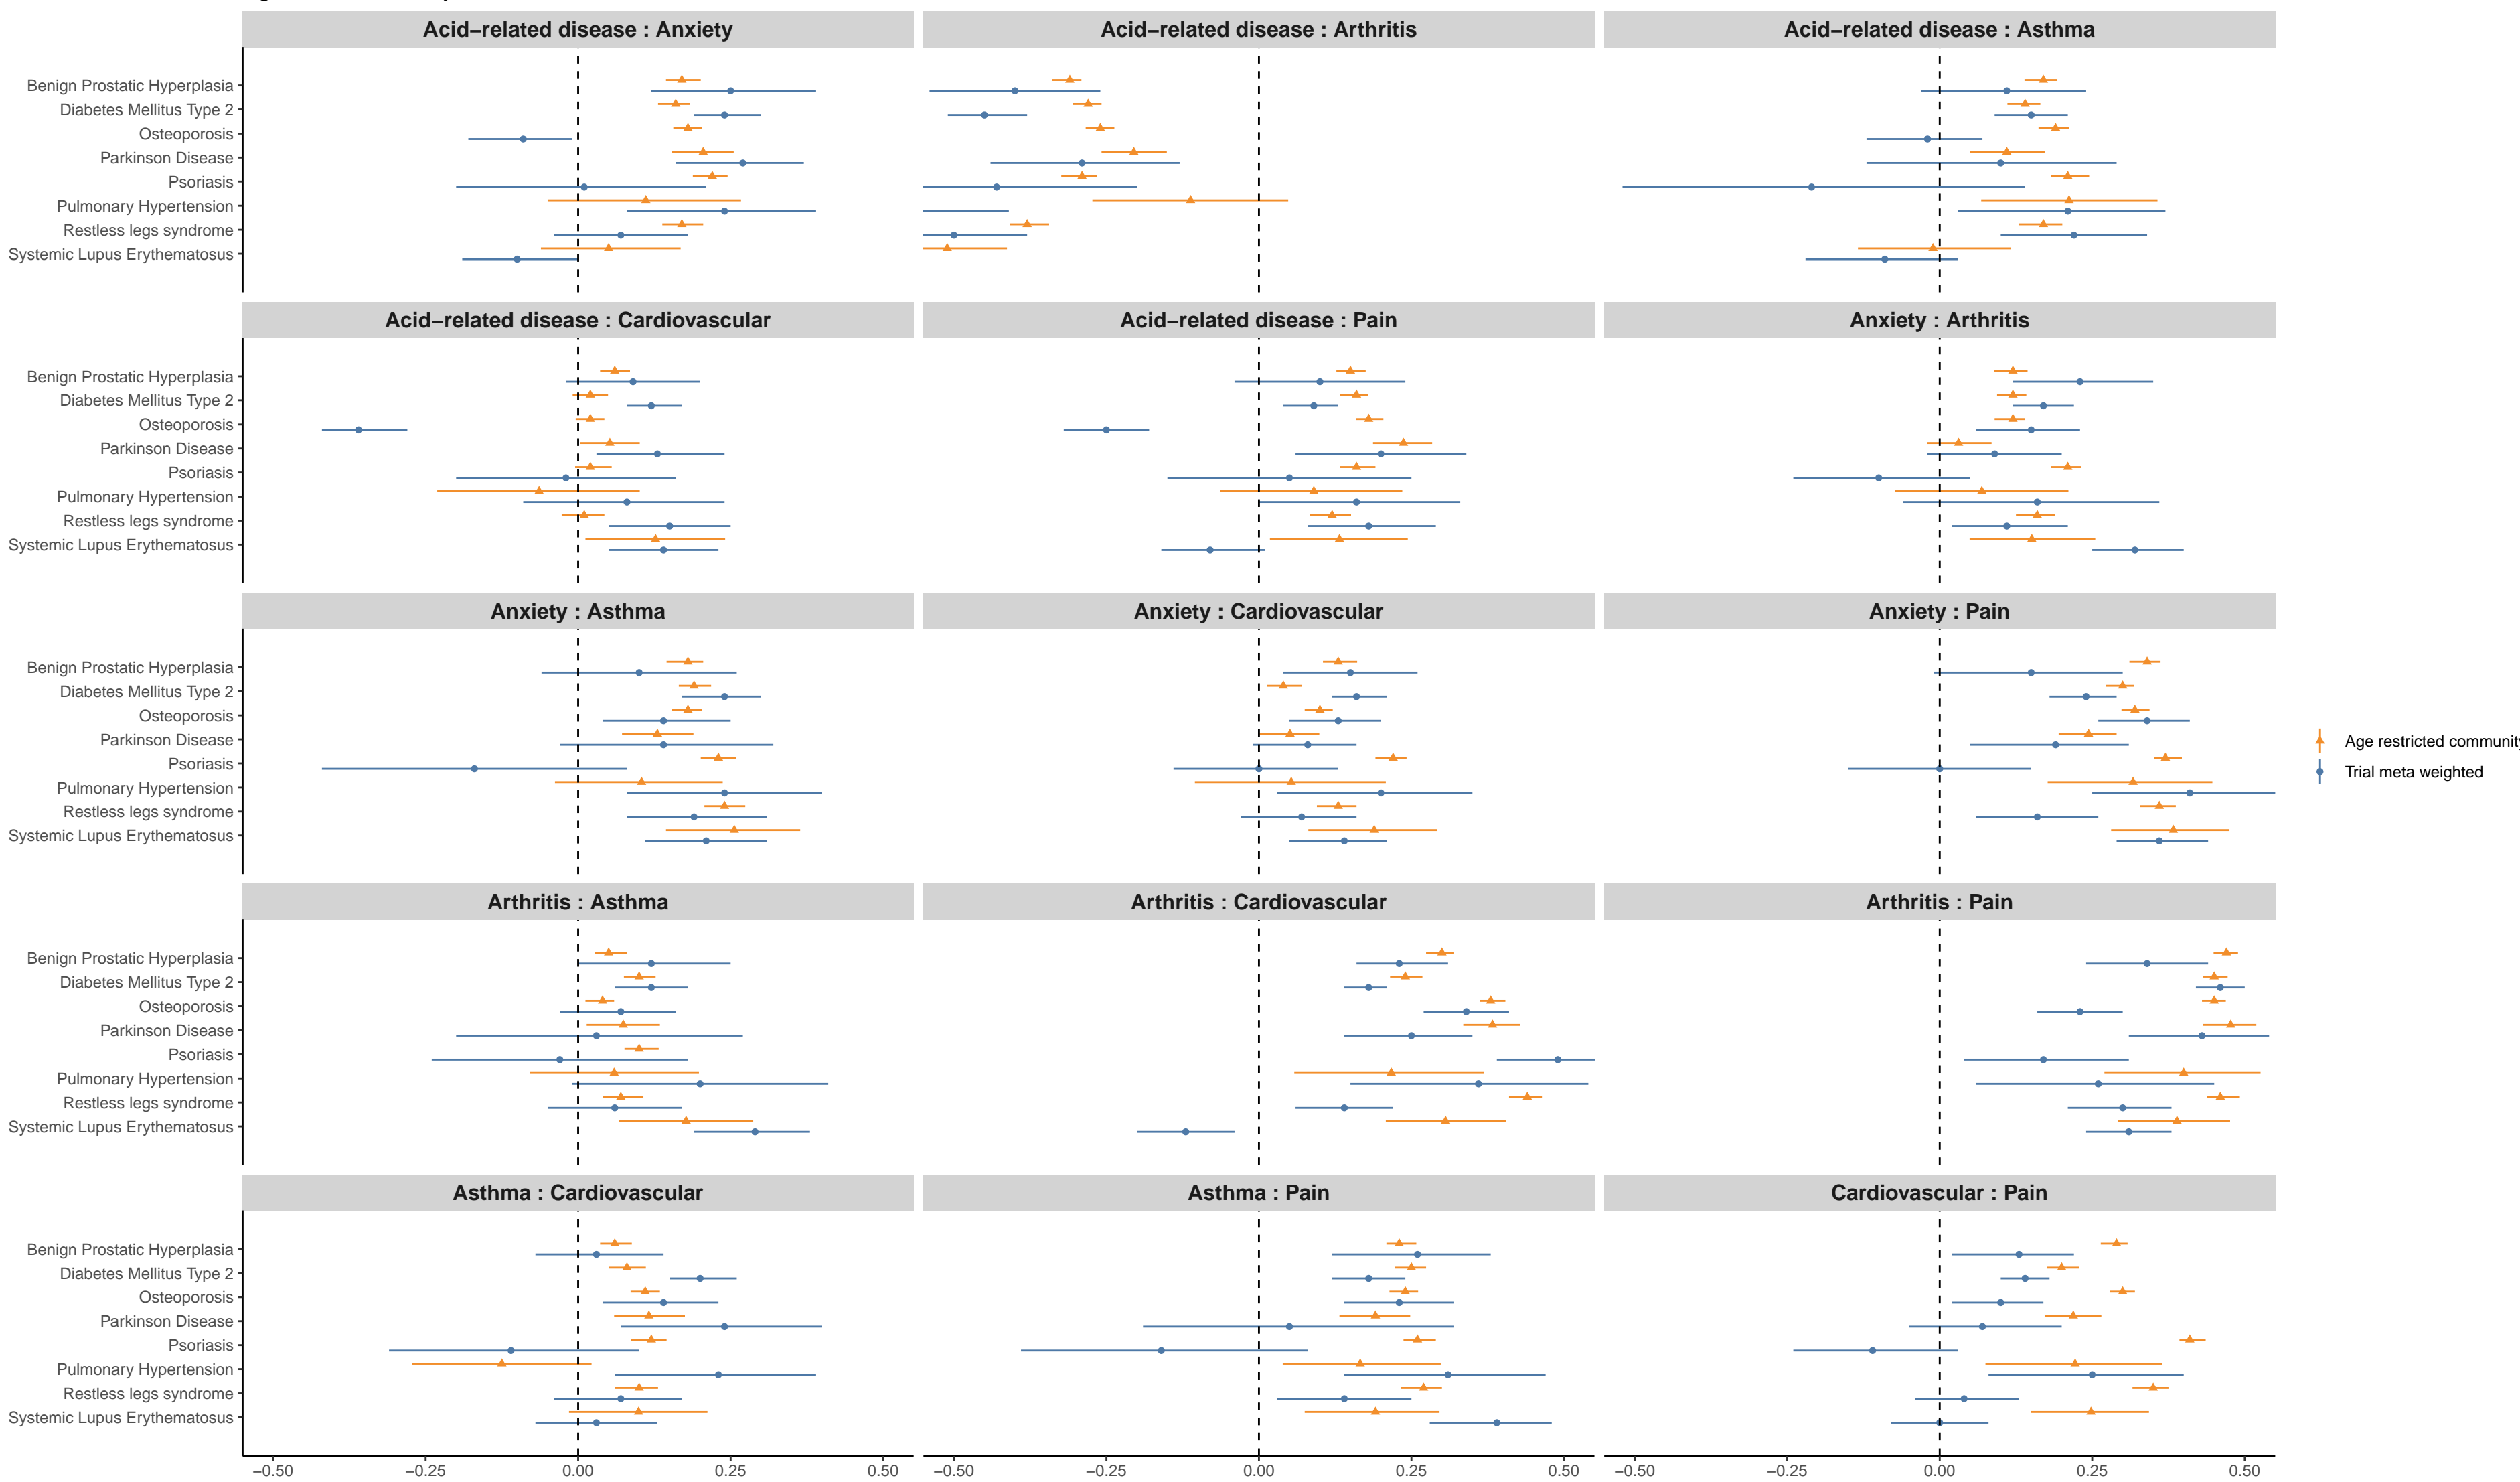 Acid−related disease : Anxiety
Acid−related disease : Arthritis
Acid−related disease : Asthma
Benign Prostatic Hyperplasia
Diabetes Mellitus Type 2
Osteoporosis
Parkinson Disease
Psoriasis
Pulmonary Hypertension
Restless legs syndrome
Systemic Lupus Erythematosus
Acid−related disease : Cardiovascular
Acid−related disease : Pain
Anxiety : Arthritis
Benign Prostatic Hyperplasia
Diabetes Mellitus Type 2
Osteoporosis
Parkinson Disease
Psoriasis
Pulmonary Hypertension
Restless legs syndrome
Systemic Lupus Erythematosus
Anxiety : Asthma
Anxiety : Cardiovascular
Anxiety : Pain
Benign Prostatic Hyperplasia
Diabetes Mellitus Type 2
Osteoporosis
Parkinson Disease
Psoriasis
Pulmonary Hypertension
Restless legs syndrome
Systemic Lupus Erythematosus
Age restricted community
Trial meta weighted
Arthritis : Asthma
Arthritis : Cardiovascular
Arthritis : Pain
Benign Prostatic Hyperplasia
Diabetes Mellitus Type 2
Osteoporosis
Parkinson Disease
Psoriasis
Pulmonary Hypertension
Restless legs syndrome
Systemic Lupus Erythematosus
Asthma : Cardiovascular
Asthma : Pain
Cardiovascular : Pain
Benign Prostatic Hyperplasia
Diabetes Mellitus Type 2
Osteoporosis
Parkinson Disease
Psoriasis
Pulmonary Hypertension
Restless legs syndrome
Systemic Lupus Erythematosus
−0.50 −0.25 0.00 0.25 0.50
−0.50 −0.25 0.00 0.25 0.50
−0.50 −0.25 0.00 0.25 0.50